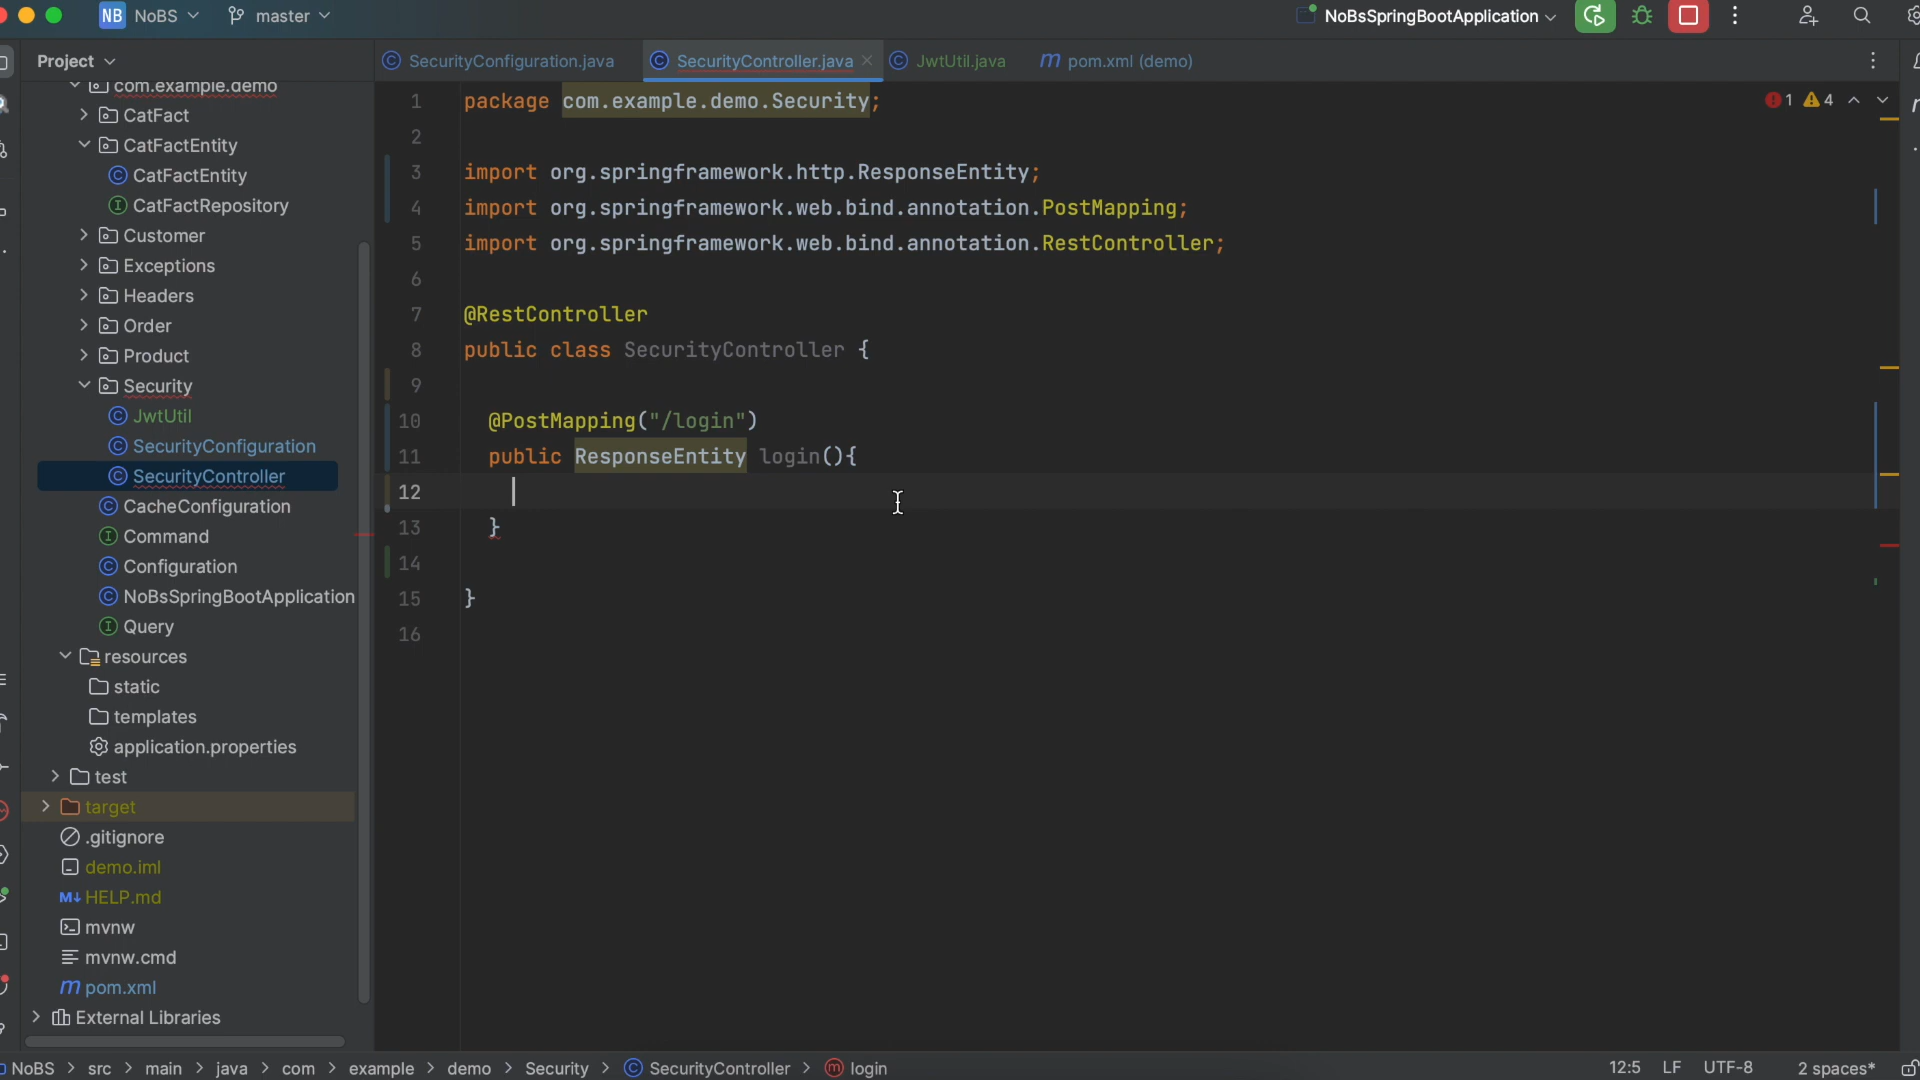 NB NoBS master
NoBsSpringBootApplication
Project
SecurityConfiguration.java
SecurityController.java
JwtUtil.java
m pom.xml (demo)
com.example.demo
CatFact
CatFactEntity
CatFactEntity
CatFactRepository
Customer
Exceptions
Headers
Order
Product
Security
JwtUtil
SecurityConfiguration
SecurityController
CacheConfiguration
Command
Configuration
NoBsSpringBootApplication
Query
resources
static
templates
application.properties
test
target
.gitignore
demo.iml
M↓ HELP.md
mvnw
mvnw.cmd
m pom.xml
External Libraries
1 package com.example.demo.Security;
2
3 import org.springframework.http.ResponseEntity;
4 import org.springframework.web.bind.annotation.PostMapping;
5 import org.springframework.web.bind.annotation.RestController;
6
7 @RestController
8 public class SecurityController {
9
10 @PostMapping("/login")
11 public ResponseEntity login(){
12
13 }
14
15 }
16
1 4
NoBS > src > main > java > com > example > demo > Security > SecurityController > login
12:5 LF UTF-8 2 spaces*